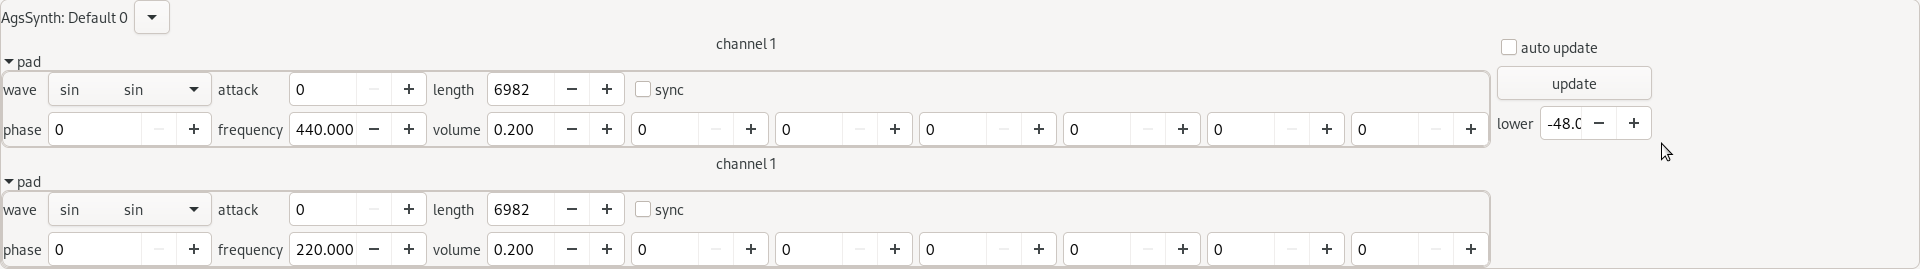 AgsSynth: Default 0
channel 1
auto update
pad
wave sin sin attack 0 length 6982 sync
update
phase 0 frequency 440.000 volume 0.200 0 0 0 0 0 0
lower -48.0
channel 1
pad
wave sin sin attack 0 length 6982 sync
phase 0 frequency 220.000 volume 0.200 0 0 0 0 0 0